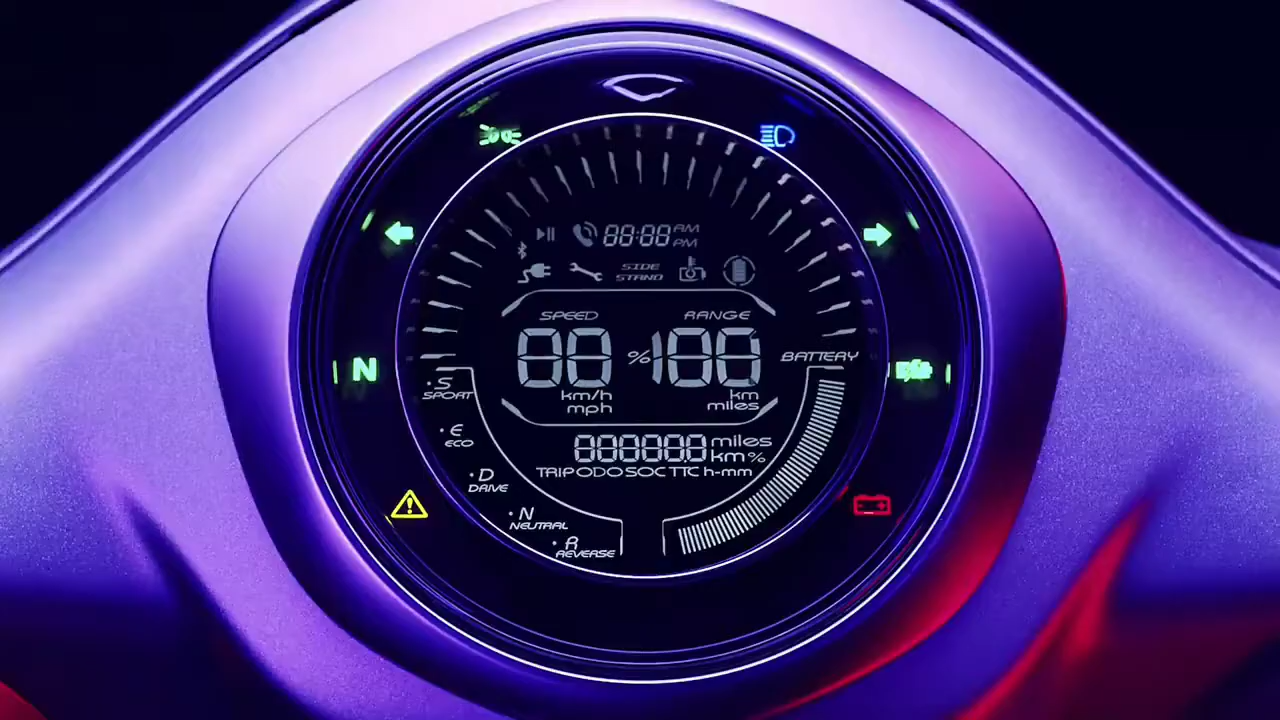 88:88 AM
PM
SIDE
STAND
SPEED
RANGE
00 % 100
BATTERY
km/h
mph
km
miles
N
• S
SPORT
• E
ECO
• D
DRIVE
• N
NEUTRAL
• R
REVERSE
000000 miles
km %
TRIP ODO SOC TTC h-mm